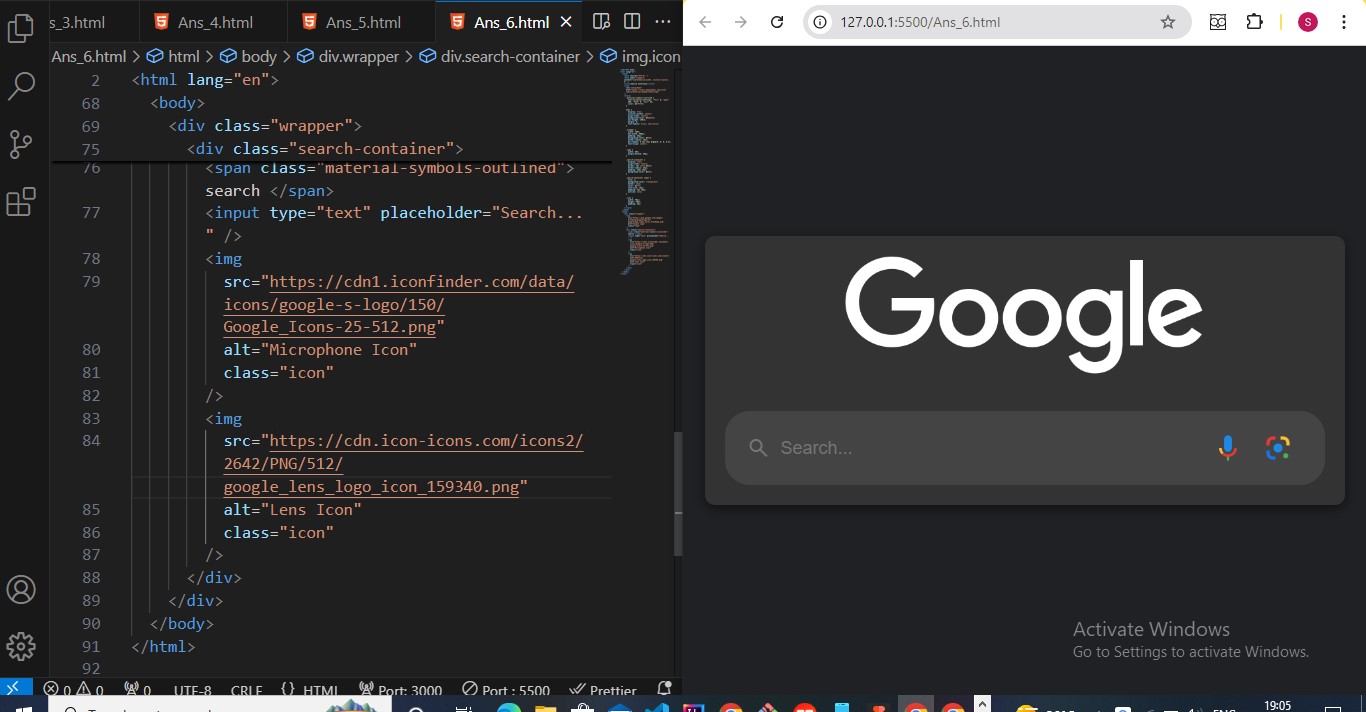 s_3.html Ans_4.html Ans_5.html Ans_6.html
Ans_6.html > html > body > div.wrapper > div.search-container > img.icon
2 <html lang="en">
68 <body>
69 <div class="wrapper">
75 <div class="search-container">
76 <span class="material-symbols-outlined">
search </span>
77 <input type="text" placeholder="Search...
" />
78 <img
79 src="https://cdn1.iconfinder.com/data/
icons/google-s-logo/150/
Google_Icons-25-512.png"
80 alt="Microphone Icon"
81 class="icon"
82 />
83 <img
84 src="https://cdn.icon-icons.com/icons2/
2642/PNG/512/
google_lens_logo_icon_159340.png"
85 alt="Lens Icon"
86 class="icon"
87 />
88 </div>
89 </div>
90 </body>
91 </html>
92
0 0 0 UTF-8 CRLF {} HTML Port: 3000 Port : 5500 Prettier
127.0.0.1:5500/Ans_6.html
S
Google
Search...
Activate Windows
Go to Settings to activate Windows.
19:05